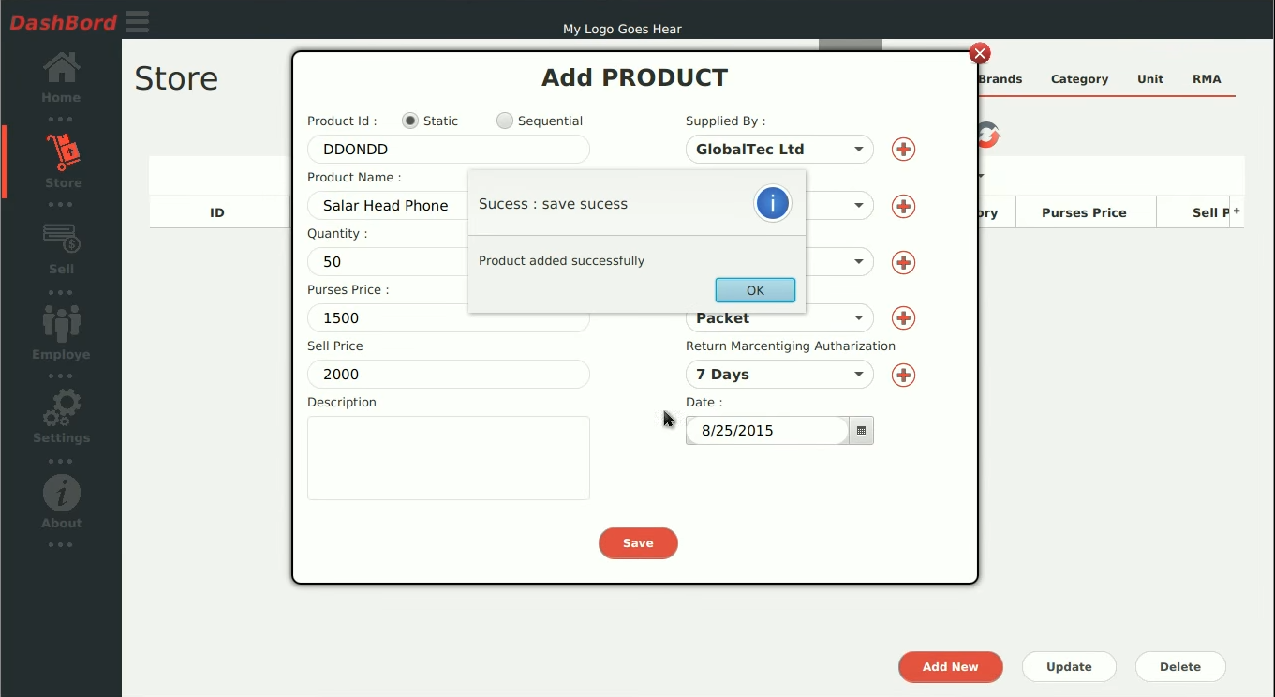 DashBord
My Logo Goes Hear
Home
Store
Sell
Employe
Settings
About
Store
Brands Category Unit RMA
ID Purses Price Sell P +
Add PRODUCT
Product Id : Static Sequential
DDONDD
Product Name :
Salar Head Phone
Quantity :
50
Purses Price :
1500
Sell Price
2000
Description
Supplied By :
GlobalTec Ltd
Packet
Return Marcentiging Autharization
7 Days
Date :
8/25/2015
Save
Sucess : save sucess
i
Product added successfully
OK
Add New Update Delete